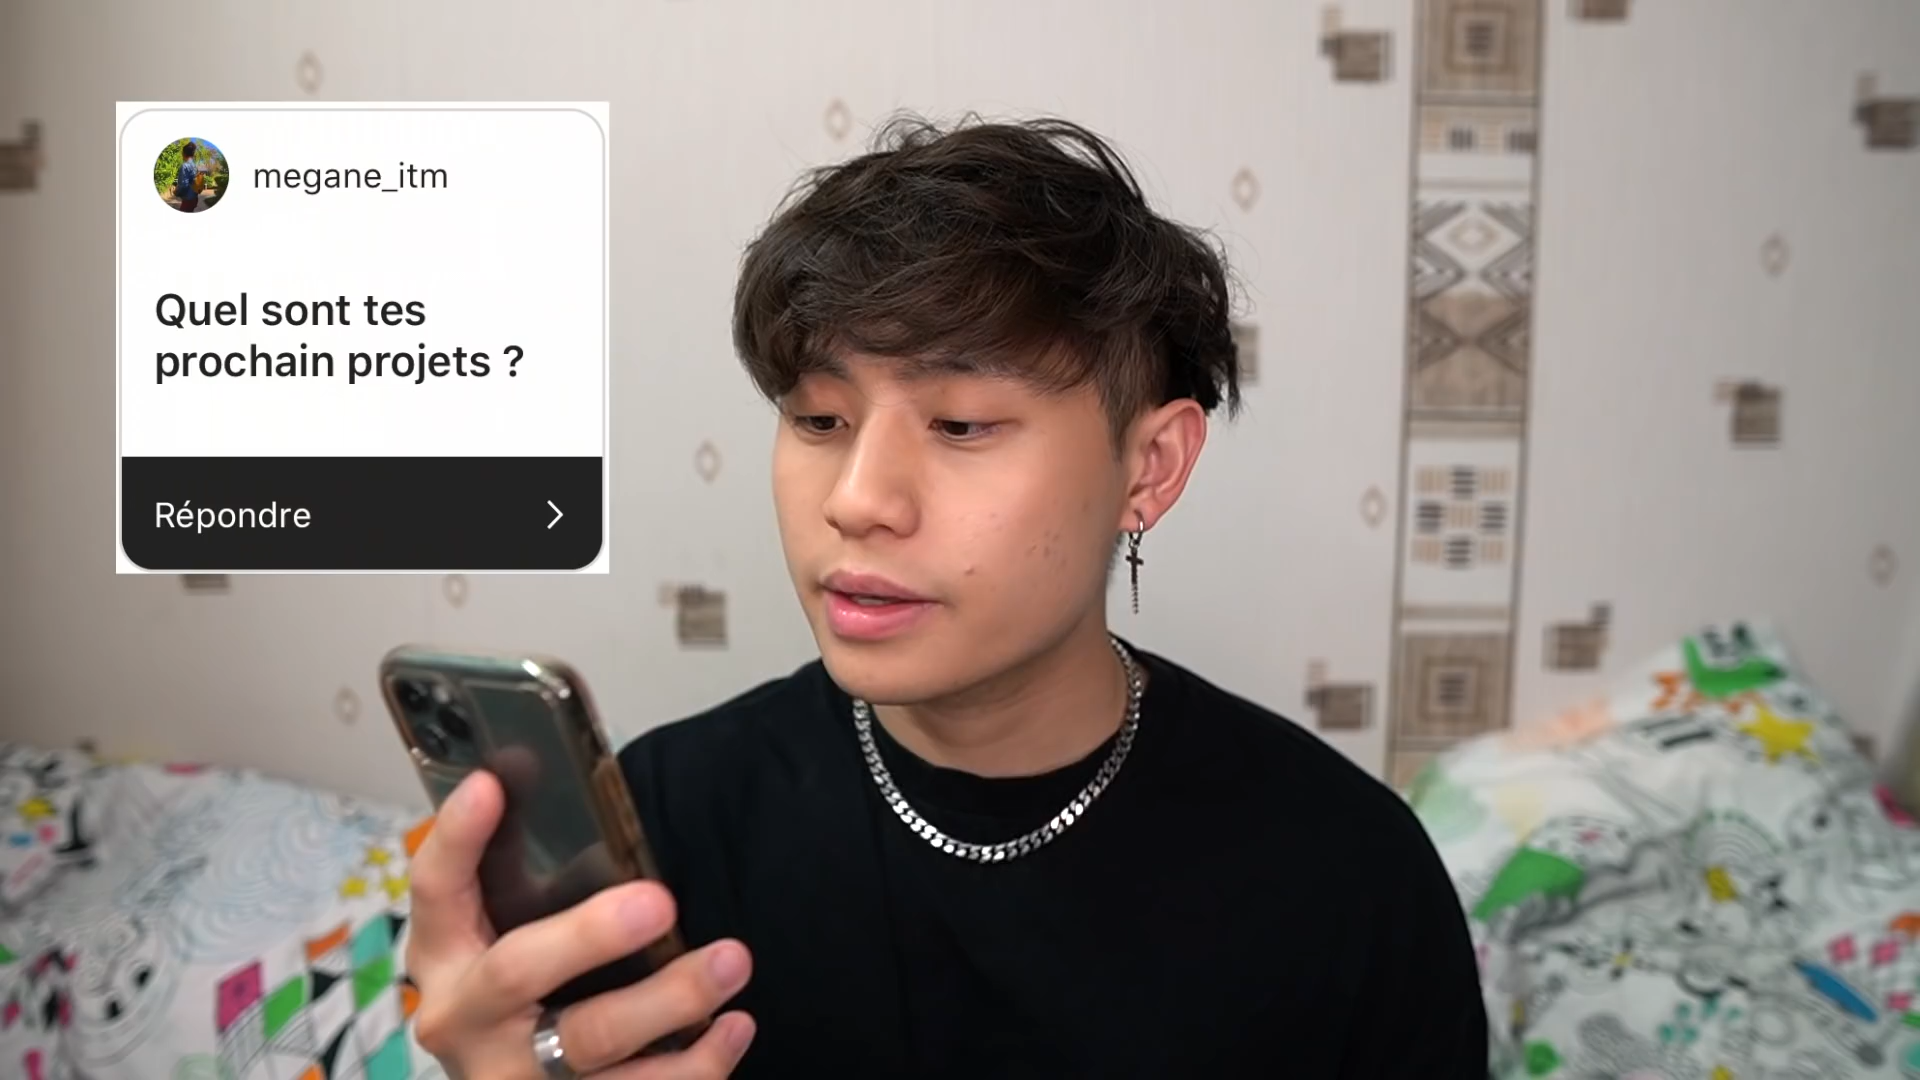 megane_itm
Quel sont tes
prochain projets ?
Répondre